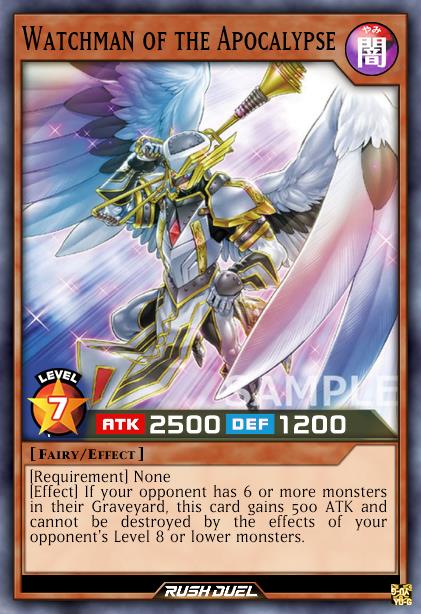 WATCHMAN OF THE APOCALYPSE
やみ
闇
SAMPLE
LEVEL
7
ATK 2500 DEF 1200
[FAIRY/EFFECT]
[Requirement] None
[Effect] If your opponent has 6 or more monsters
in their Graveyard, this card gains 500 ATK and
cannot be destroyed by the effects of your
opponent's Level 8 or lower monsters.
RUSH DUEL